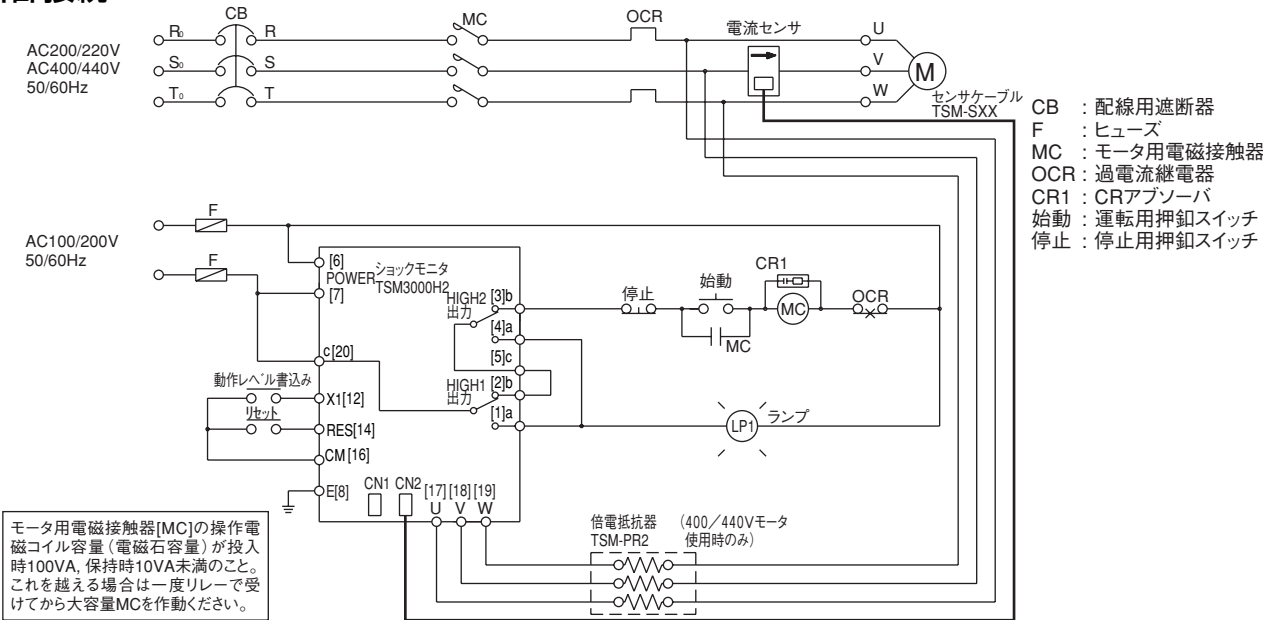 CB
MC
OCR
電流センサ
AC200/220V
AC400/440V
50/60Hz
R₀
R
U
S₀
S
V
T₀
T
W
M
センサケーブル
TSM-SXX
CB ：配線用遮断器
F ：ヒューズ
MC ：モータ用電磁接触器
OCR：過電流継電器
CR1 ：CRアブソーバ
始動 ：運転用押釦スイッチ
停止 ：停止用押釦スイッチ
AC100/200V
50/60Hz
F
F
[6]
POWER
[7]
ショックモニタ
TSM3000H2
HIGH2
出力
[3]b
[4]a
[5]c
HIGH1
出力
[2]b
[1]a
c[20]
動作レベル書込み
X1[12]
リセット
RES[14]
CM[16]
E[8]
CN1
CN2
[17][18][19]
U V W
停止
始動
MC
CR1
MC
OCR
LP1
ランプ
倍電抵抗器
TSM-PR2
(400／440Vモータ
使用時のみ)
モータ用電磁接触器[MC]の操作電
磁コイル容量(電磁石容量)が投入
時100VA, 保持時10VA未満のこと。
これを越える場合は一度リレーで受
けてから大容量MCを作動ください。